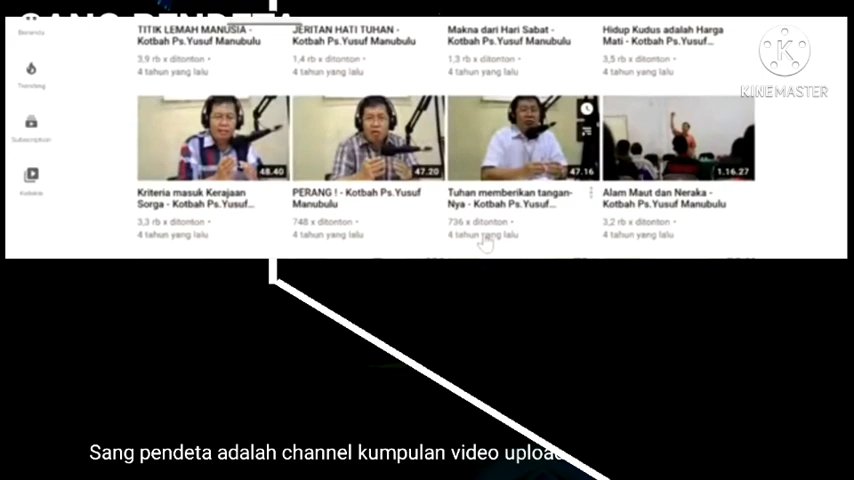 SANG PENDETA
Beranda
TITIK LEMAH MANUSIA -
Kotbah Ps.Yusuf Manubulu
3,9 rb x ditonton •
4 tahun yang lalu
JERITAN HATI TUHAN -
Kotbah Ps.Yusuf Manubulu
1,4 rb x ditonton •
4 tahun yang lalu
Makna dari Hari Sabat -
Kotbah Ps.Yusuf Manubulu
1,3 rb x ditonton •
4 tahun yang lalu
Hidup Kudus adalah Harga
Mati - Kotbah Ps.Yusuf...
3,5 rb x ditonton •
4 tahun yang lalu
KINEMASTER
Trending
Subscription
Koleksi
48.40
47.20
47.16
1.16.27
Kriteria masuk Kerajaan
Sorga - Kotbah Ps.Yusuf...
3,3 rb x ditonton •
4 tahun yang lalu
PERANG ! - Kotbah Ps.Yusuf
Manubulu
748 x ditonton •
4 tahun yang lalu
Tuhan memberikan tangan-
Nya - Kotbah Ps.Yusuf...
736 x ditonton •
4 tahun yang lalu
Alam Maut dan Neraka -
Kotbah Ps.Yusuf Manubulu
3,2 rb x ditonton •
4 tahun yang lalu
Sang pendeta adalah channel kumpulan video upload